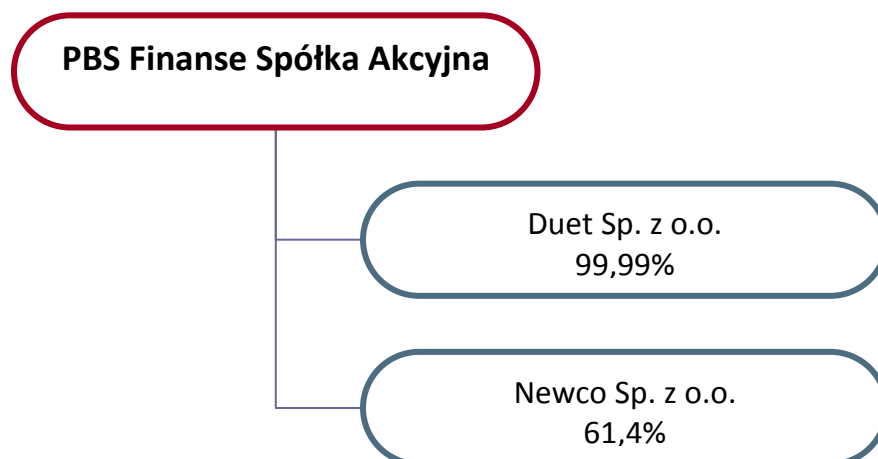 PBS Finanse Spółka Akcyjna
Duet Sp. z o.o.
99,99%
Newco Sp. z o.o.
61,4%